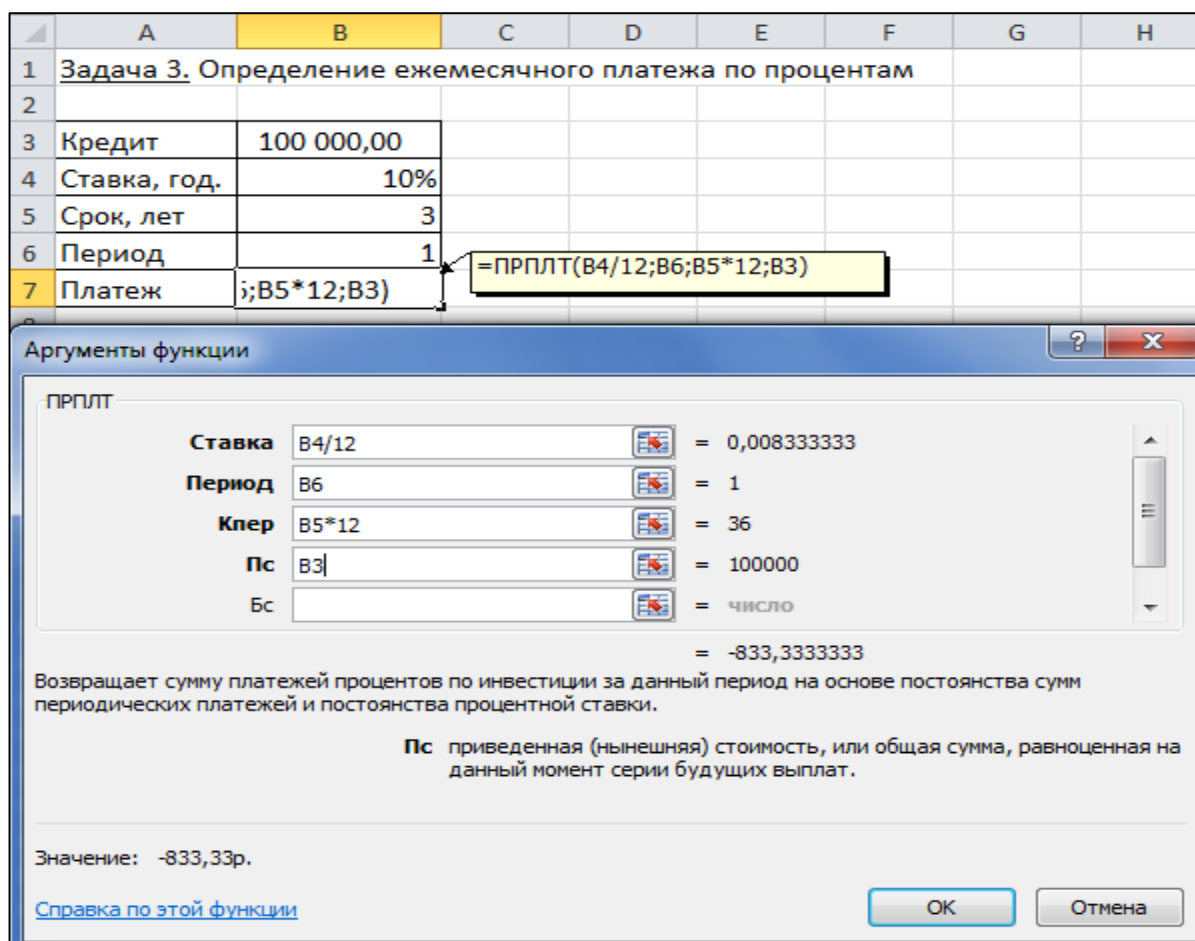 A B C D E F G H
1 Задача 3. Определение ежемесячного платежа по процентам
2
3 Кредит 100 000,00
4 Ставка, год. 10%
5 Срок, лет 3
6 Период 1
=ПРПЛТ(B4/12;B6;B5*12;B3)
7 Платеж ;B5*12;B3)
Аргументы функции
ПРПЛТ
Ставка B4/12 = 0,008333333
Период B6 = 1
Кпер B5*12 = 36
Пс B3 = 100000
Бс = число
= -833,3333333
Возвращает сумму платежей процентов по инвестиции за данный период на основе постоянства сумм
периодических платежей и постоянства процентной ставки.
Пс приведенная (нынешняя) стоимость, или общая сумма, равноценная на
данный момент серии будущих выплат.
Значение: -833,33р.
Справка по этой функции
ОК Отмена